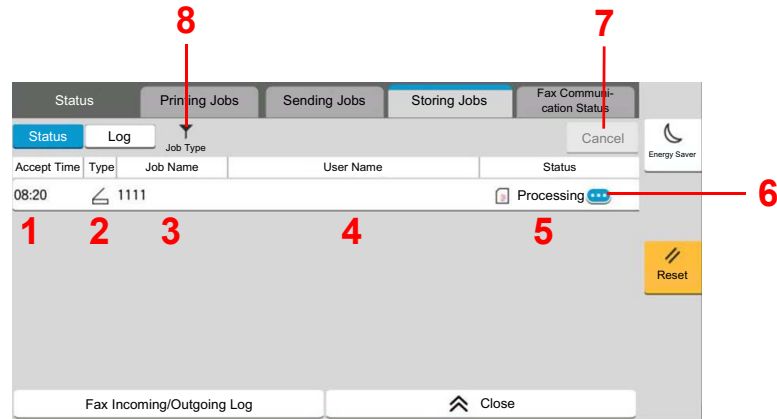 8
7
Status
Printing Jobs
Sending Jobs
Storing Jobs
Fax Communi-
cation Status
Status
Log
Job Type
Cancel
Energy Saver
Accept Time
Type
Job Name
User Name
Status
08:20
1111
Processing
6
1
2
3
4
5
Reset
Fax Incoming/Outgoing Log
Close